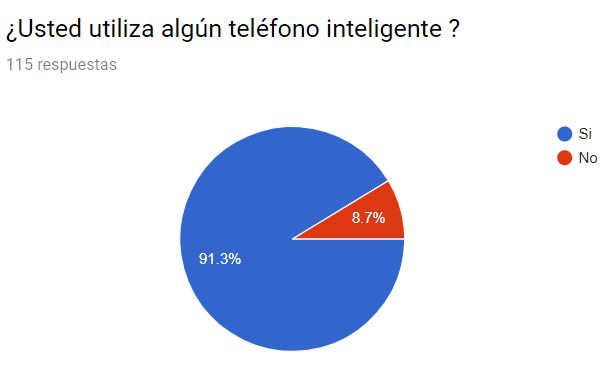 ¿Usted utiliza algún teléfono inteligente ?
115 respuestas
Si
No
8.7%
91.3%